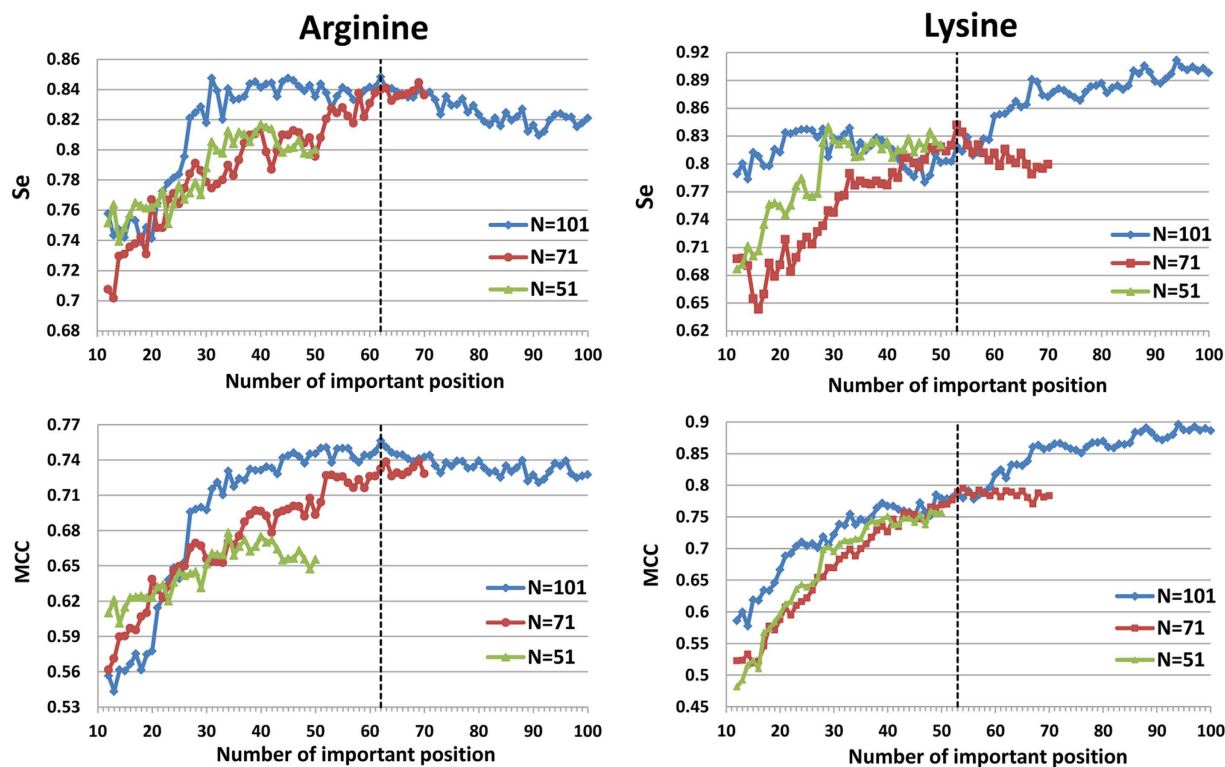 Arginine
Lysine
Se
0.86
0.84
0.82
0.8
0.78
0.76
0.74
0.72
0.7
0.68
N=101
N=71
N=51
10 20 30 40 50 60 70 80 90 100
Number of important position
Se
0.92
0.89
0.86
0.83
0.8
0.77
0.74
0.71
0.68
0.65
0.62
N=101
N=71
N=51
10 20 30 40 50 60 70 80 90 100
Number of important position
MCC
0.77
0.74
0.71
0.68
0.65
0.62
0.59
0.56
0.53
N=101
N=71
N=51
10 20 30 40 50 60 70 80 90 100
Number of important position
MCC
0.9
0.85
0.8
0.75
0.7
0.65
0.6
0.55
0.5
0.45
N=101
N=71
N=51
10 20 30 40 50 60 70 80 90 100
Number of important position